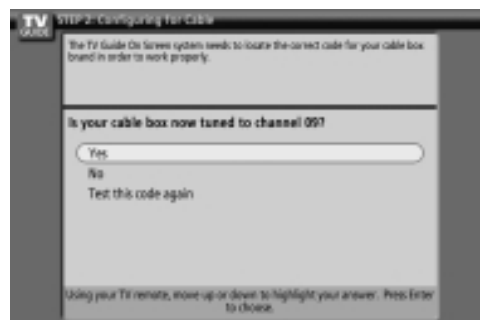 TV
GUIDE
STEP 2: Configuring for Cable
The TV Guide On Screen system needs to locate the correct code for your cable box
brand in order to work properly.
Is your cable box now tuned to channel 09?
Yes
No
Test this code again
Using your TV remote, move up or down to highlight your answer. Press Enter
to choose.